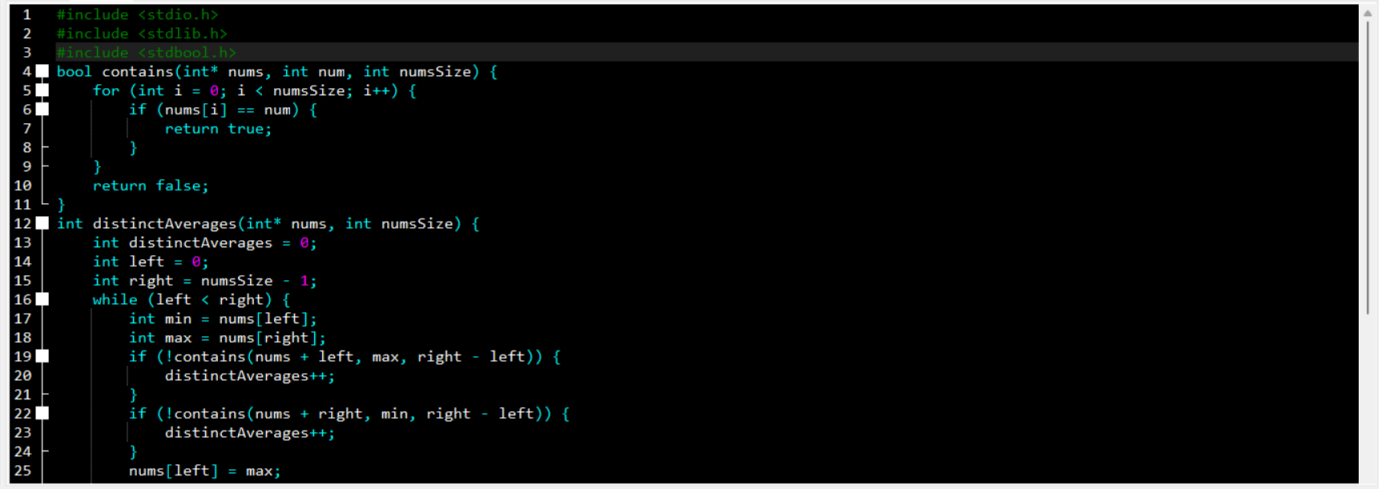 1 #include <stdio.h>
2 #include <stdlib.h>
3 #include <stdbool.h>
4 bool contains(int* nums, int num, int numsSize) {
5     for (int i = 0; i < numsSize; i++) {
6         if (nums[i] == num) {
7             return true;
8         }
9     }
10     return false;
11 }
12 int distinctAverages(int* nums, int numsSize) {
13     int distinctAverages = 0;
14     int left = 0;
15     int right = numsSize - 1;
16     while (left < right) {
17         int min = nums[left];
18         int max = nums[right];
19         if (!contains(nums + left, max, right - left)) {
20             distinctAverages++;
21         }
22         if (!contains(nums + right, min, right - left)) {
23             distinctAverages++;
24         }
25         nums[left] = max;